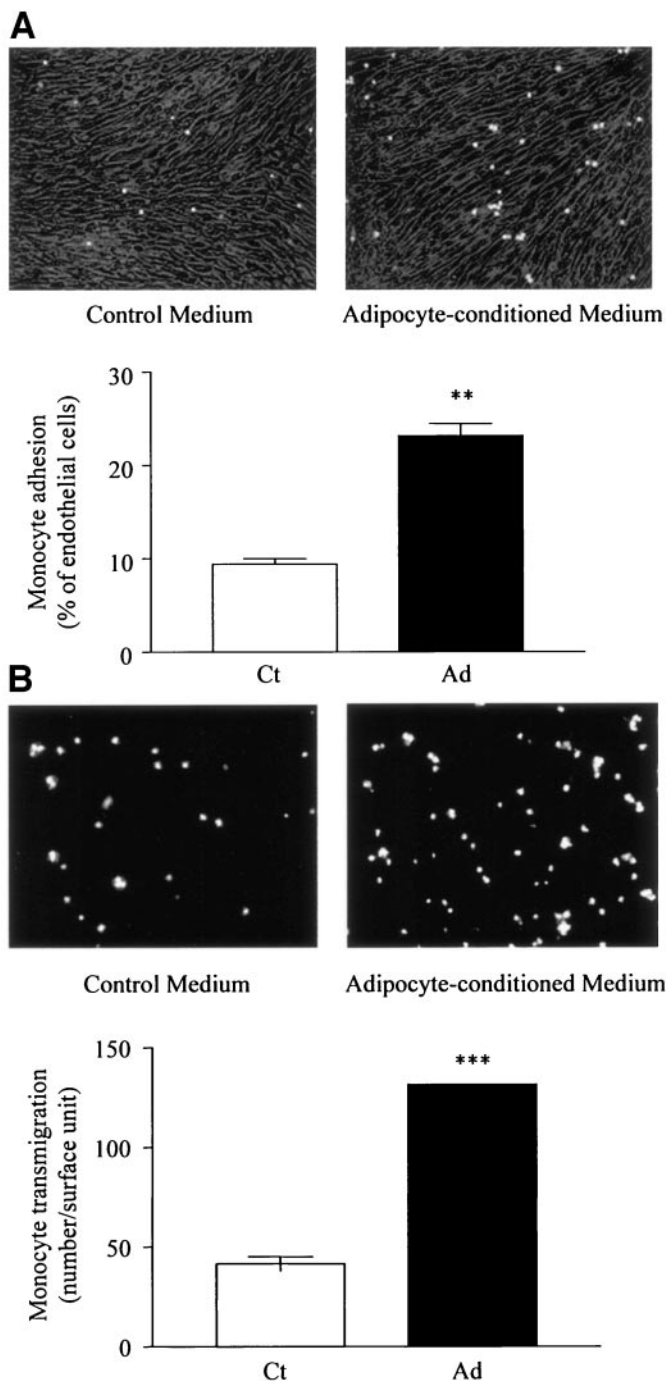 A
Control Medium
Adipocyte-conditioned Medium
Monocyte adhesion
(% of endothelial cells)
30
20
10
0
**
Ct
Ad
B
Control Medium
Adipocyte-conditioned Medium
Monocyte transmigration
(number/surface unit)
150
100
50
0
***
Ct
Ad